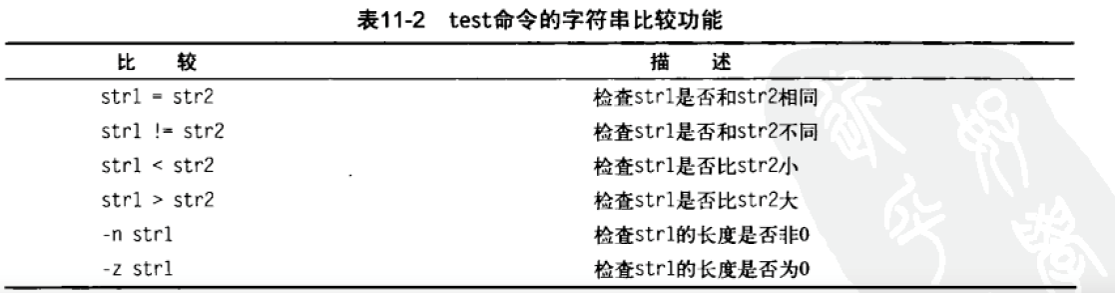 表11-2 test命令的字符串比较功能
比 较 描 述
str1 = str2 检查str1是否和str2相同
str1 != str2 检查str1是否和str2不同
str1 < str2 检查str1是否比str2小
str1 > str2 检查str1是否比str2大
-n str1 检查str1的长度是否非0
-z str1 检查str1的长度是否为0